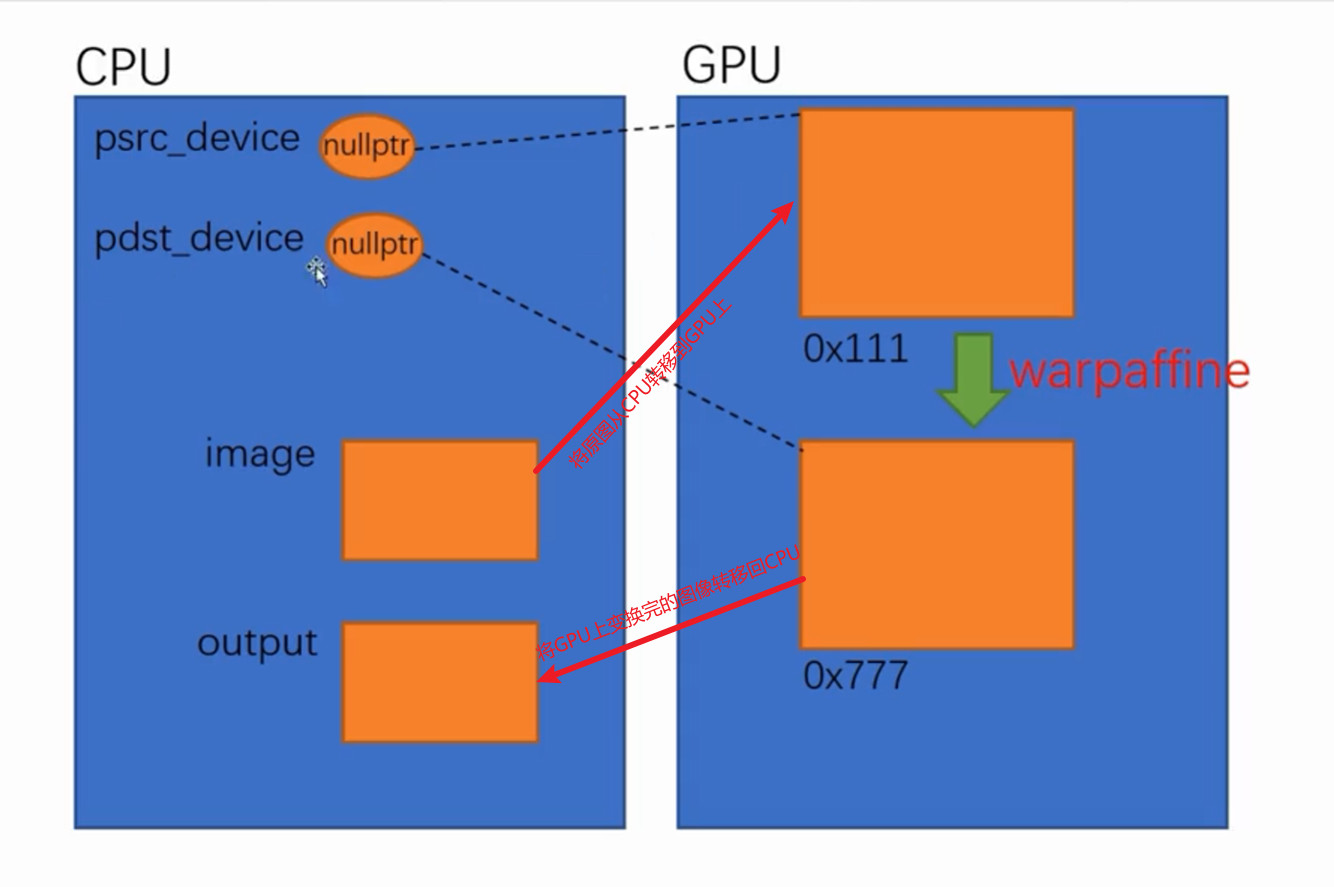 CPU
GPU
psrc_device
nullptr
pdst_device
nullptr
将原图从CPU转移到GPU上
0x111
warpaffine
image
将GPU上变换完的图像转移回CPU
output
0x777